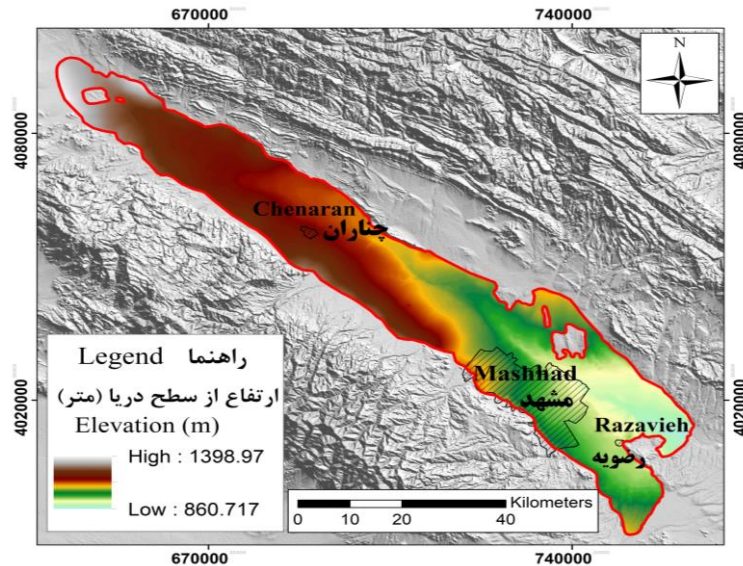 670000 740000
N
4080000 4080000
Chenaran
چناران
Mashhad
مشهد
4020000 4020000
Razavieh
رضویه
Legend راهنما
ارتفاع از سطح دریا (متر)
Elevation (m)
High : 1398.97
Low : 860.717
Kilometers
0 10 20 40
670000 740000